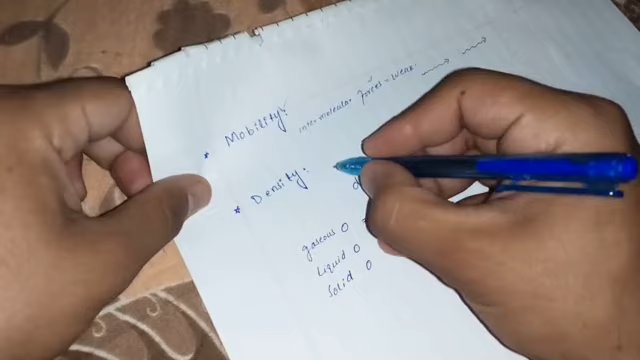 * Mobility: intermolecular forces - weak.
* Density: d
gaseous O
Liquid O
Solid O